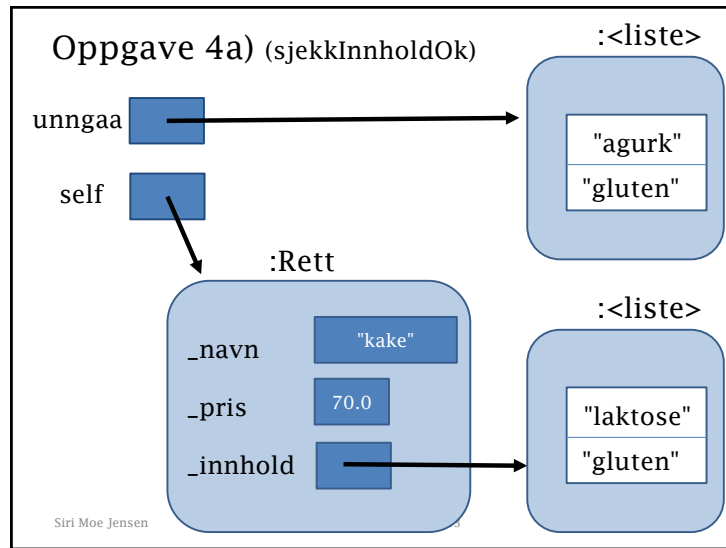 Oppgave 4a) (sjekkInnholdOk)
:<liste>
unngaa
"agurk"
"gluten"
self
:Rett
_navn
"kake"
_pris
70.0
_innhold
:<liste>
"laktose"
"gluten"
Siri Moe Jensen